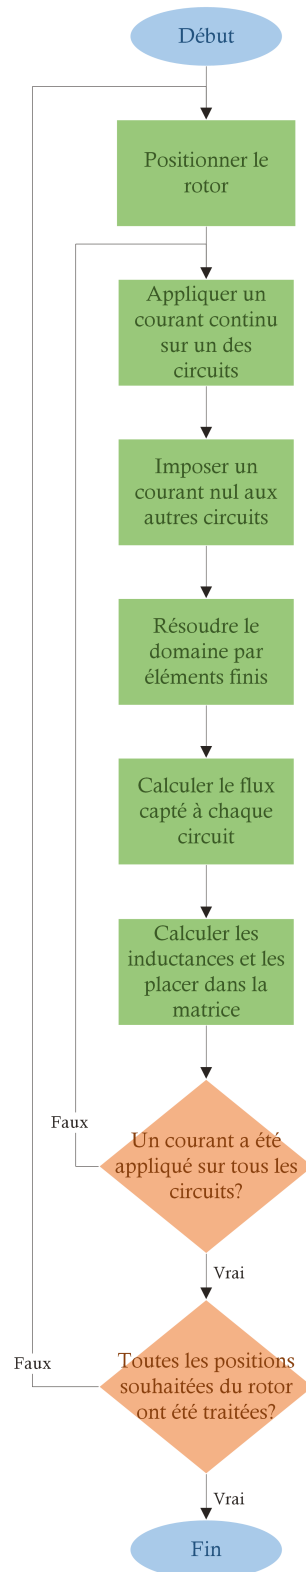 Début
Positionner le
rotor
Appliquer un
courant continu
sur un des
circuits
Imposer un
courant nul aux
autres circuits
Résoudre le
domaine par
éléments finis
Calculer le flux
capté à chaque
circuit
Calculer les
inductances et les
placer dans la
matrice
Faux
Un courant a été
appliqué sur tous les
circuits?
Vrai
Faux
Toutes les positions
souhaitées du rotor
ont été traitées?
Vrai
Fin